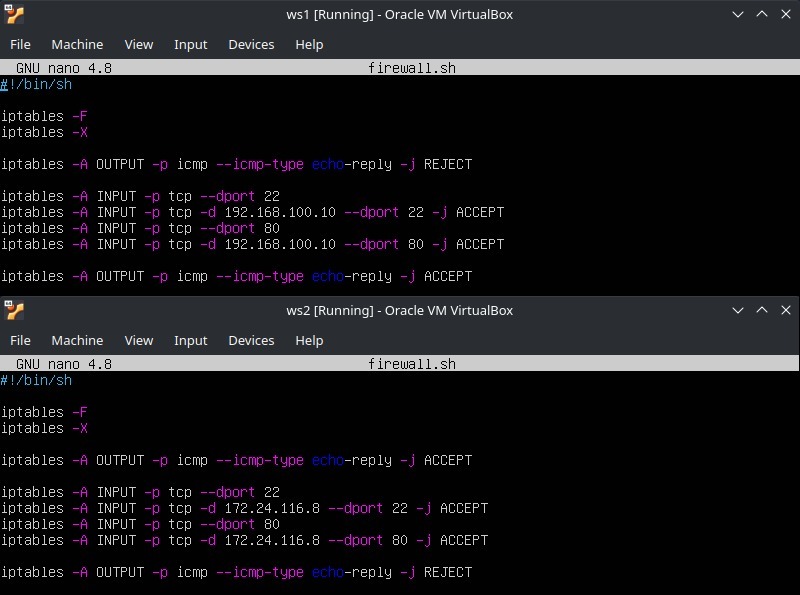 ws1 [Running] - Oracle VM VirtualBox
File Machine View Input Devices Help
GNU nano 4.8 firewall.sh
#!/bin/sh
iptables -F
iptables -X
iptables -A OUTPUT -p icmp --icmp-type echo-reply -j REJECT
iptables -A INPUT -p tcp --dport 22
iptables -A INPUT -p tcp -d 192.168.100.10 --dport 22 -j ACCEPT
iptables -A INPUT -p tcp --dport 80
iptables -A INPUT -p tcp -d 192.168.100.10 --dport 80 -j ACCEPT
iptables -A OUTPUT -p icmp --icmp-type echo-reply -j ACCEPT
ws2 [Running] - Oracle VM VirtualBox
File Machine View Input Devices Help
GNU nano 4.8 firewall.sh
#!/bin/sh
iptables -F
iptables -X
iptables -A OUTPUT -p icmp --icmp-type echo-reply -j ACCEPT
iptables -A INPUT -p tcp --dport 22
iptables -A INPUT -p tcp -d 172.24.116.8 --dport 22 -j ACCEPT
iptables -A INPUT -p tcp --dport 80
iptables -A INPUT -p tcp -d 172.24.116.8 --dport 80 -j ACCEPT
iptables -A OUTPUT -p icmp --icmp-type echo-reply -j REJECT